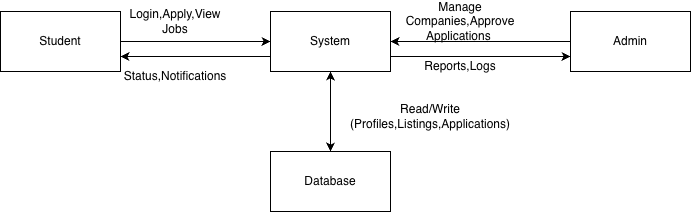 Login,Apply,View
Jobs
Manage
Companies,Approve
Applications
Student
System
Admin
Status,Notifications
Reports,Logs
Read/Write
(Profiles,Listings,Applications)
Database